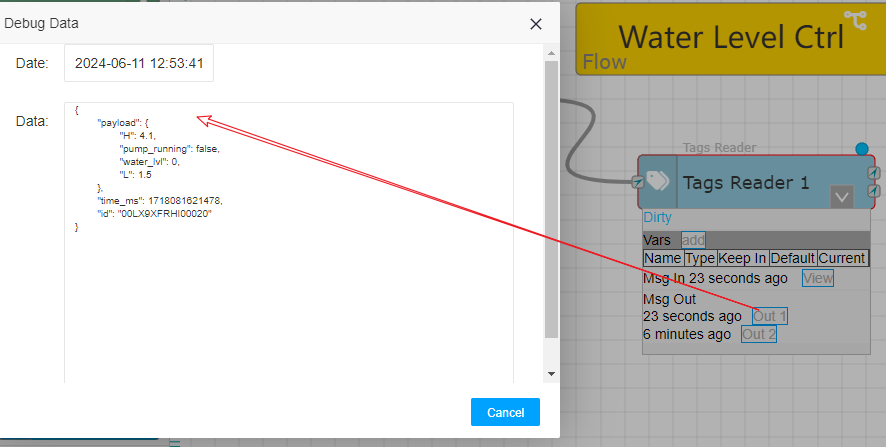 Debug Data
Date:
2024-06-11 12:53:41
Data:
{
"payload": {
"H": 4.1,
"pump_running": false,
"water_lvl": 0,
"L": 1.5
},
"time_ms": 1718081621478,
"id": "00LX9XFRHI00020"
}
Cancel
Water Level Ctrl
Flow
Tags Reader
Tags Reader 1
Dirty
Vars add
Name Type Keep In Default Current
Msg In 23 seconds ago View
Msg Out
23 seconds ago Out 1
6 minutes ago Out 2